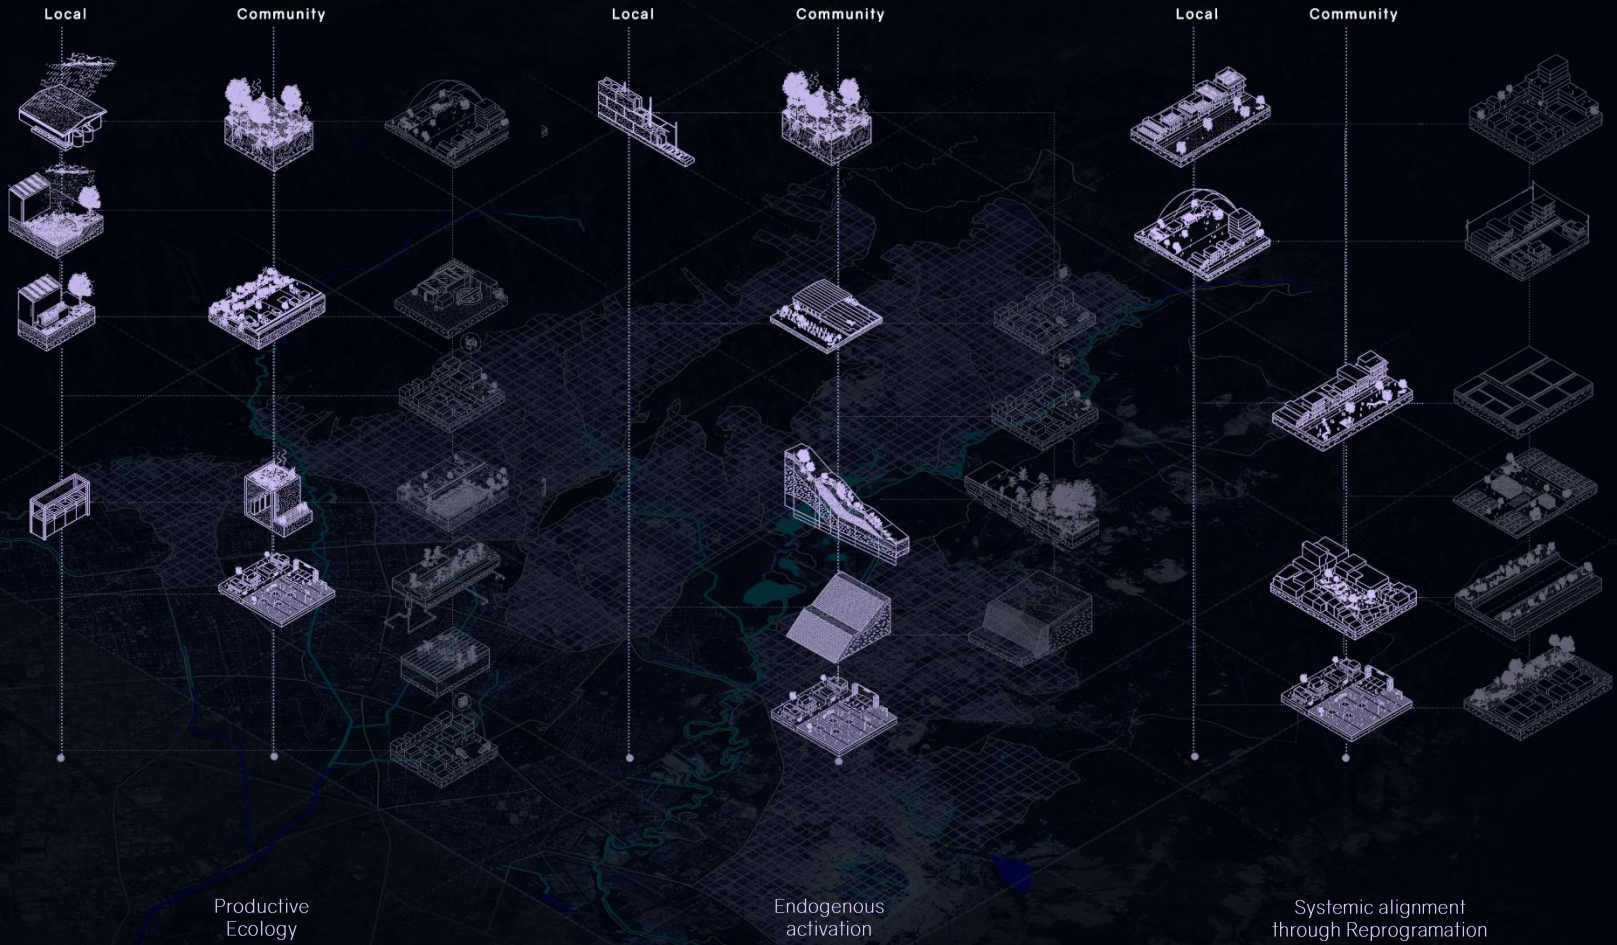 Local
Community
Local
Community
Local
Community
Productive
Ecology
Endogenous
activation
Systemic alignment
through Reprogramation